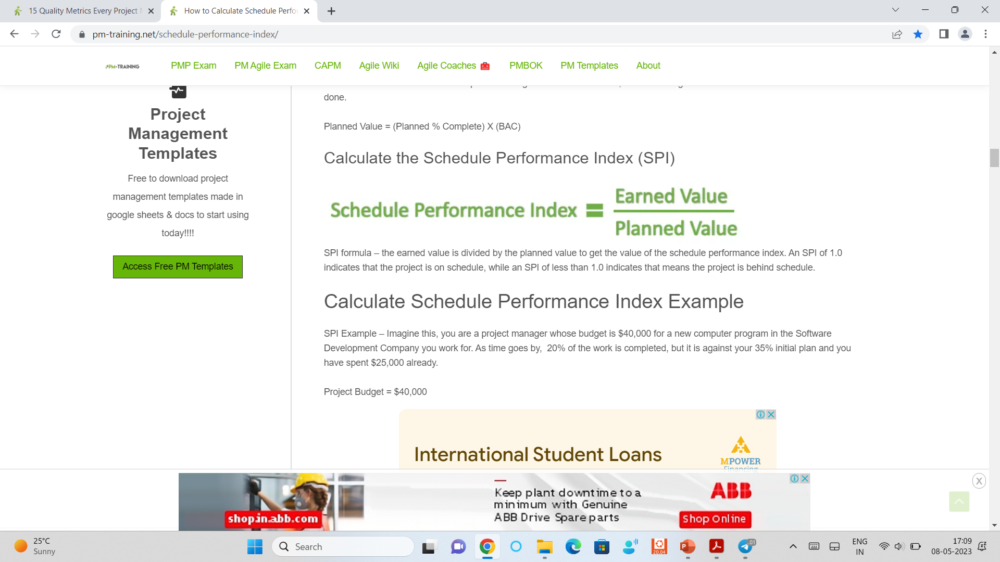 15 Quality Metrics Every Project
How to Calculate Schedule Perfo
pm-training.net/schedule-performance-index/
PM-TRAINING
PMP Exam
PM Agile Exam
CAPM
Agile Wiki
Agile Coaches
PMBOK
PM Templates
About
Project
Management
Templates
Free to download project
management templates made in
google sheets & docs to start using
today!!!!
Access Free PM Templates
done.
Planned Value = (Planned % Complete) X (BAC)
Calculate the Schedule Performance Index (SPI)
Schedule Performance Index = Earned Value
Planned Value
SPI formula – the earned value is divided by the planned value to get the value of the schedule performance index. An SPI of 1.0
indicates that the project is on schedule, while an SPI of less than 1.0 indicates that means the project is behind schedule.
Calculate Schedule Performance Index Example
SPI Example – Imagine this, you are a project manager whose budget is $40,000 for a new computer program in the Software
Development Company you work for. As time goes by,  20% of the work is completed, but it is against your 35% initial plan and you
have spent $25,000 already.
Project Budget = $40,000
International Student Loans
MPOWER
Financing
shop.in.abb.com
Keep plant downtime to a
minimum with Genuine
ABB Drive Spare parts
ABB
Shop Online
X
25°C
Sunny
Search
20.04
..01
ENG
IN
17:09
08-05-2023